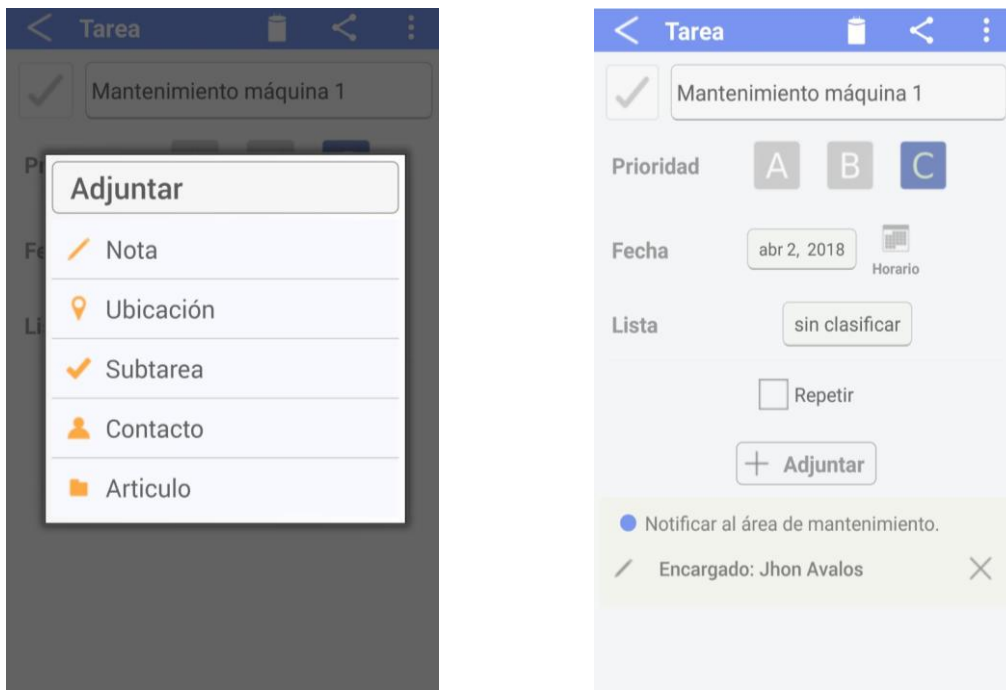 Tarea
Mantenimiento máquina 1
Adjuntar
Nota
Ubicación
Subtarea
Contacto
Articulo
Tarea
Mantenimiento máquina 1
Prioridad A B C
Fecha abr 2, 2018 Horario
Lista sin clasificar
Repetir
+ Adjuntar
Notificar al área de mantenimiento.
Encargado: Jhon Avalos